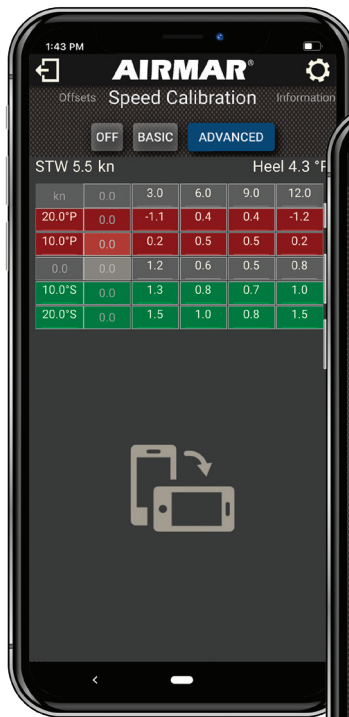 1:43 PM
AIRMAR®
Offsets Speed Calibration Information
OFF BASIC ADVANCED
STW 5.5 kn Heel 4.3 °P
kn 0.0 3.0 6.0 9.0 12.0
20.0°P 0.0 -1.1 0.4 0.4 -1.2
10.0°P 0.0 0.2 0.5 0.5 0.2
0.0 0.0 1.2 0.6 0.5 0.8
10.0°S 0.0 1.3 0.8 0.7 1.0
20.0°S 0.0 1.5 1.0 0.8 1.5